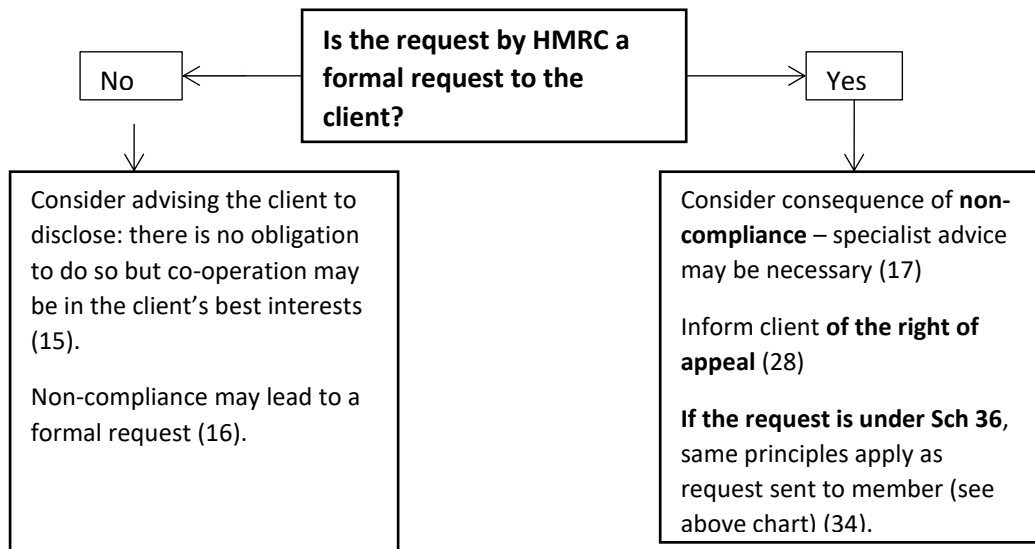 Is the request by HMRC a
formal request to the
client?
No
Yes
Consider advising the client to
disclose: there is no obligation
to do so but co-operation may
be in the client’s best interests
(15).
Non-compliance may lead to a
formal request (16).
Consider consequence of non-
compliance – specialist advice
may be necessary (17)
Inform client of the right of
appeal (28)
If the request is under Sch 36,
same principles apply as
request sent to member (see
above chart) (34).